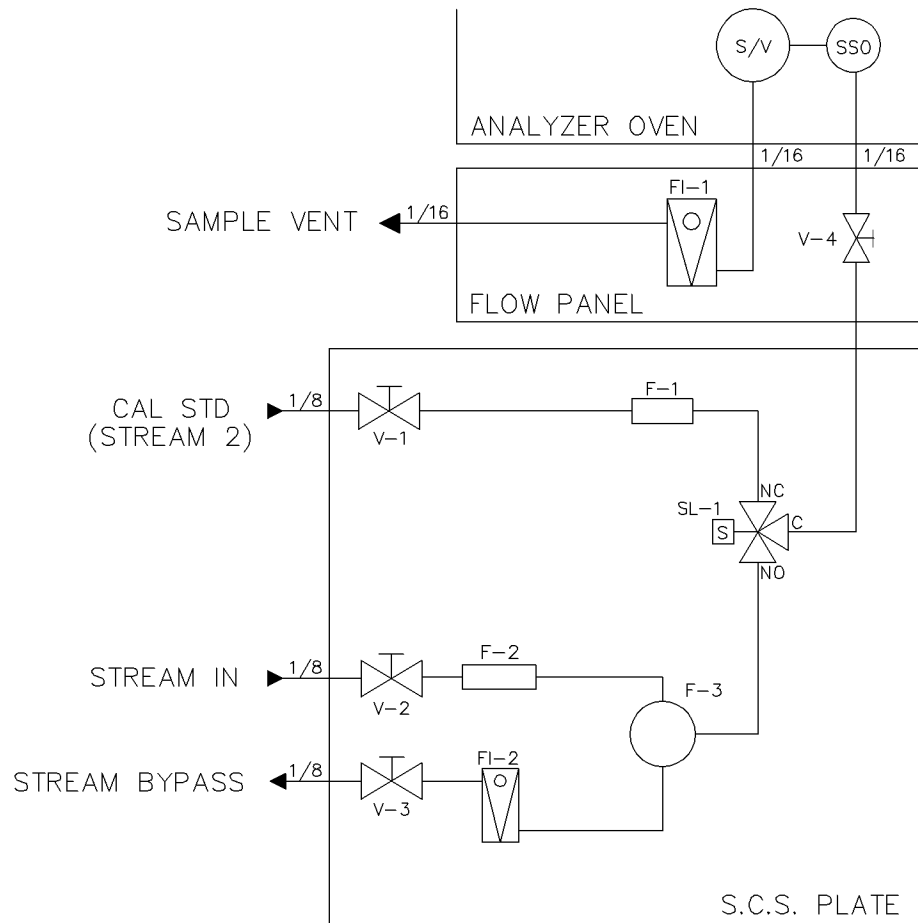 S/V
SSO
ANALYZER OVEN
1/16
1/16
FI-1
1/16
SAMPLE VENT
V-4
FLOW PANEL
1/8
F-1
CAL STD
(STREAM 2)
V-1
NC
SL-1
S
C
NO
F-2
1/8
STREAM IN
F-3
V-2
FI-2
1/8
STREAM BYPASS
V-3
S.C.S. PLATE